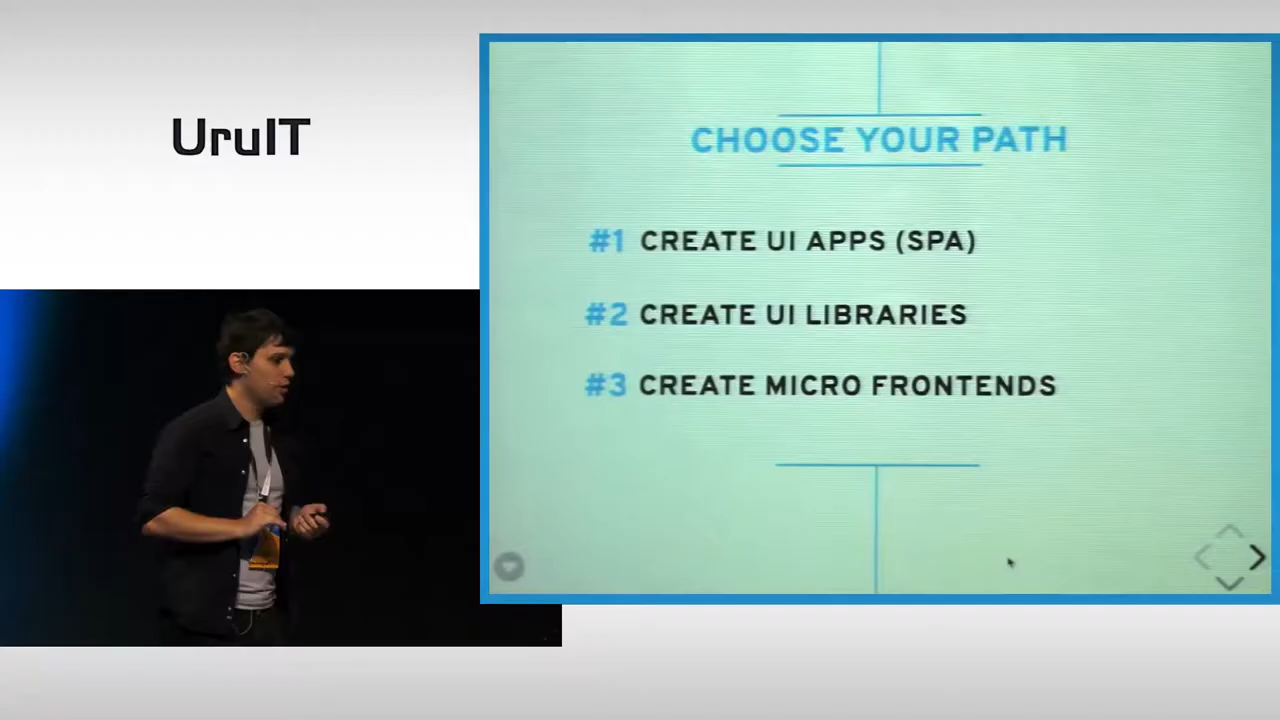 UruIT
CHOOSE YOUR PATH
#1 CREATE UI APPS (SPA)
#2 CREATE UI LIBRARIES
#3 CREATE MICRO FRONTENDS